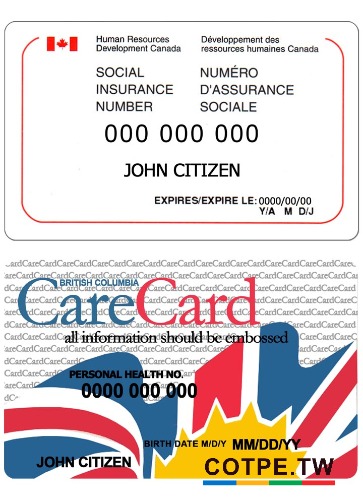 Human Resources
Development Canada
Développement des
ressources humaines Canada
SOCIAL
INSURANCE
NUMBER
NUMÉRO
D'ASSURANCE
SOCIALE
000 000 000
JOHN CITIZEN
EXPIRES/EXPIRE LE: 0000/00/00
Y/A M D/J
CareCardCareCardCareCardCareCardCareCardCareCardCareCardCareCard
BRITISH COLUMBIA
CareCard
all information should be embossed
PERSONAL HEALTH NO.
0000 000 000
BIRTH DATE M/D/Y MM/DD/YY
JOHN CITIZEN
COTPE.TW